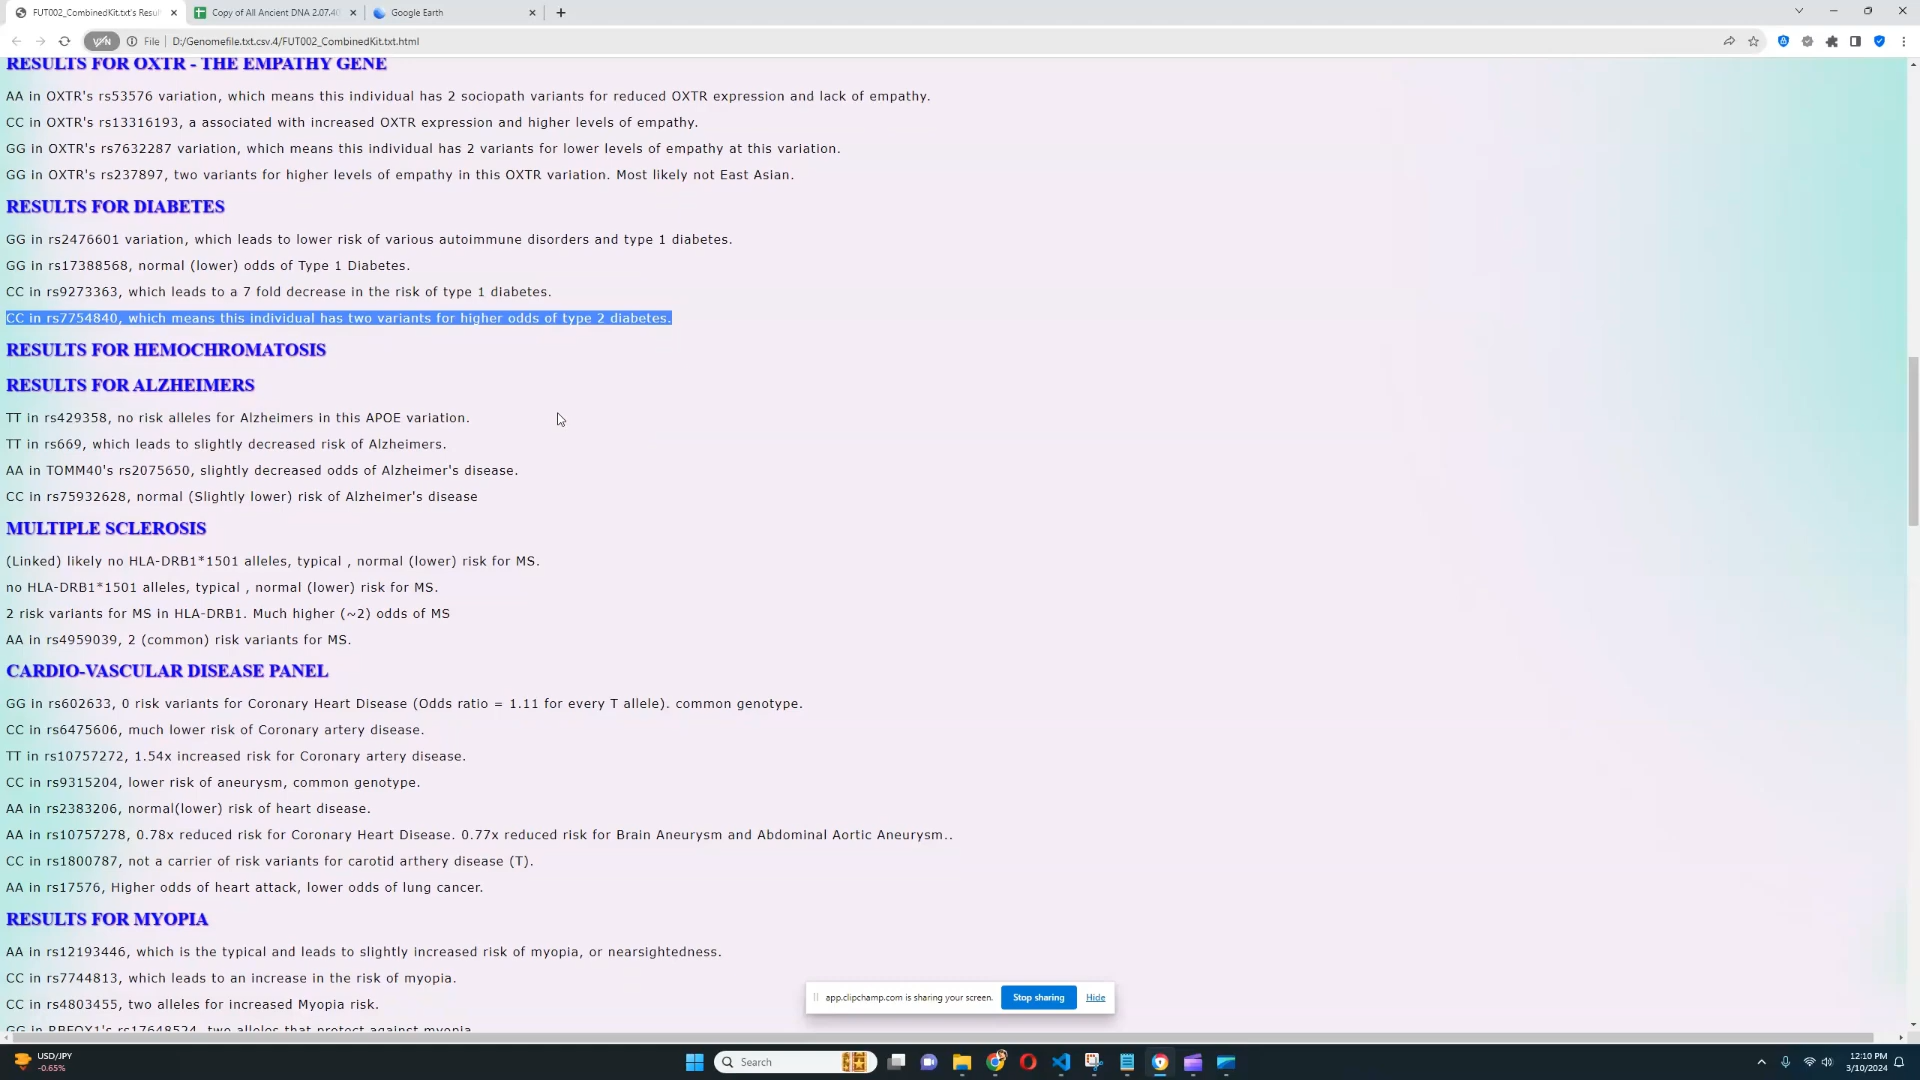 FUT002_CombinedKit.txt's Resul
Copy of All Ancient DNA 2.07.40
Google Earth
VPN
File
D:/Genomefile.txt.csv.4/FUT002_CombinedKit.txt.html
RESULTS FOR OXTR - THE EMPATHY GENE
AA in OXTR's rs53576 variation, which means this individual has 2 sociopath variants for reduced OXTR expression and lack of empathy.
CC in OXTR's rs13316193, a associated with increased OXTR expression and higher levels of empathy.
GG in OXTR's rs7632287 variation, which means this individual has 2 variants for lower levels of empathy at this variation.
GG in OXTR's rs237897, two variants for higher levels of empathy in this OXTR variation. Most likely not East Asian.
RESULTS FOR DIABETES
GG in rs2476601 variation, which leads to lower risk of various autoimmune disorders and type 1 diabetes.
GG in rs17388568, normal (lower) odds of Type 1 Diabetes.
CC in rs9273363, which leads to a 7 fold decrease in the risk of type 1 diabetes.
CC in rs7754840, which means this individual has two variants for higher odds of type 2 diabetes.
RESULTS FOR HEMOCHROMATOSIS
RESULTS FOR ALZHEIMERS
TT in rs429358, no risk alleles for Alzheimers in this APOE variation.
TT in rs669, which leads to slightly decreased risk of Alzheimers.
AA in TOMM40's rs2075650, slightly decreased odds of Alzheimer's disease.
CC in rs75932628, normal (Slightly lower) risk of Alzheimer's disease
MULTIPLE SCLEROSIS
(Linked) likely no HLA-DRB1*1501 alleles, typical , normal (lower) risk for MS.
no HLA-DRB1*1501 alleles, typical , normal (lower) risk for MS.
2 risk variants for MS in HLA-DRB1. Much higher (~2) odds of MS
AA in rs4959039, 2 (common) risk variants for MS.
CARDIO-VASCULAR DISEASE PANEL
GG in rs602633, 0 risk variants for Coronary Heart Disease (Odds ratio = 1.11 for every T allele). common genotype.
CC in rs6475606, much lower risk of Coronary artery disease.
TT in rs10757272, 1.54x increased risk for Coronary artery disease.
CC in rs9315204, lower risk of aneurysm, common genotype.
AA in rs2383206, normal(lower) risk of heart disease.
AA in rs10757278, 0.78x reduced risk for Coronary Heart Disease. 0.77x reduced risk for Brain Aneurysm and Abdominal Aortic Aneurysm..
CC in rs1800787, not a carrier of risk variants for carotid arthery disease (T).
AA in rs17576, Higher odds of heart attack, lower odds of lung cancer.
RESULTS FOR MYOPIA
AA in rs12193446, which is the typical and leads to slightly increased risk of myopia, or nearsightedness.
CC in rs7744813, which leads to an increase in the risk of myopia.
CC in rs4803455, two alleles for increased Myopia risk.
GG in RBFOX1's rs17648524, two alleles that protect against myopia
app.clipchamp.com is sharing your screen.
Stop sharing
Hide
USD/JPY
-0.65%
Search
12:10 PM
3/10/2024